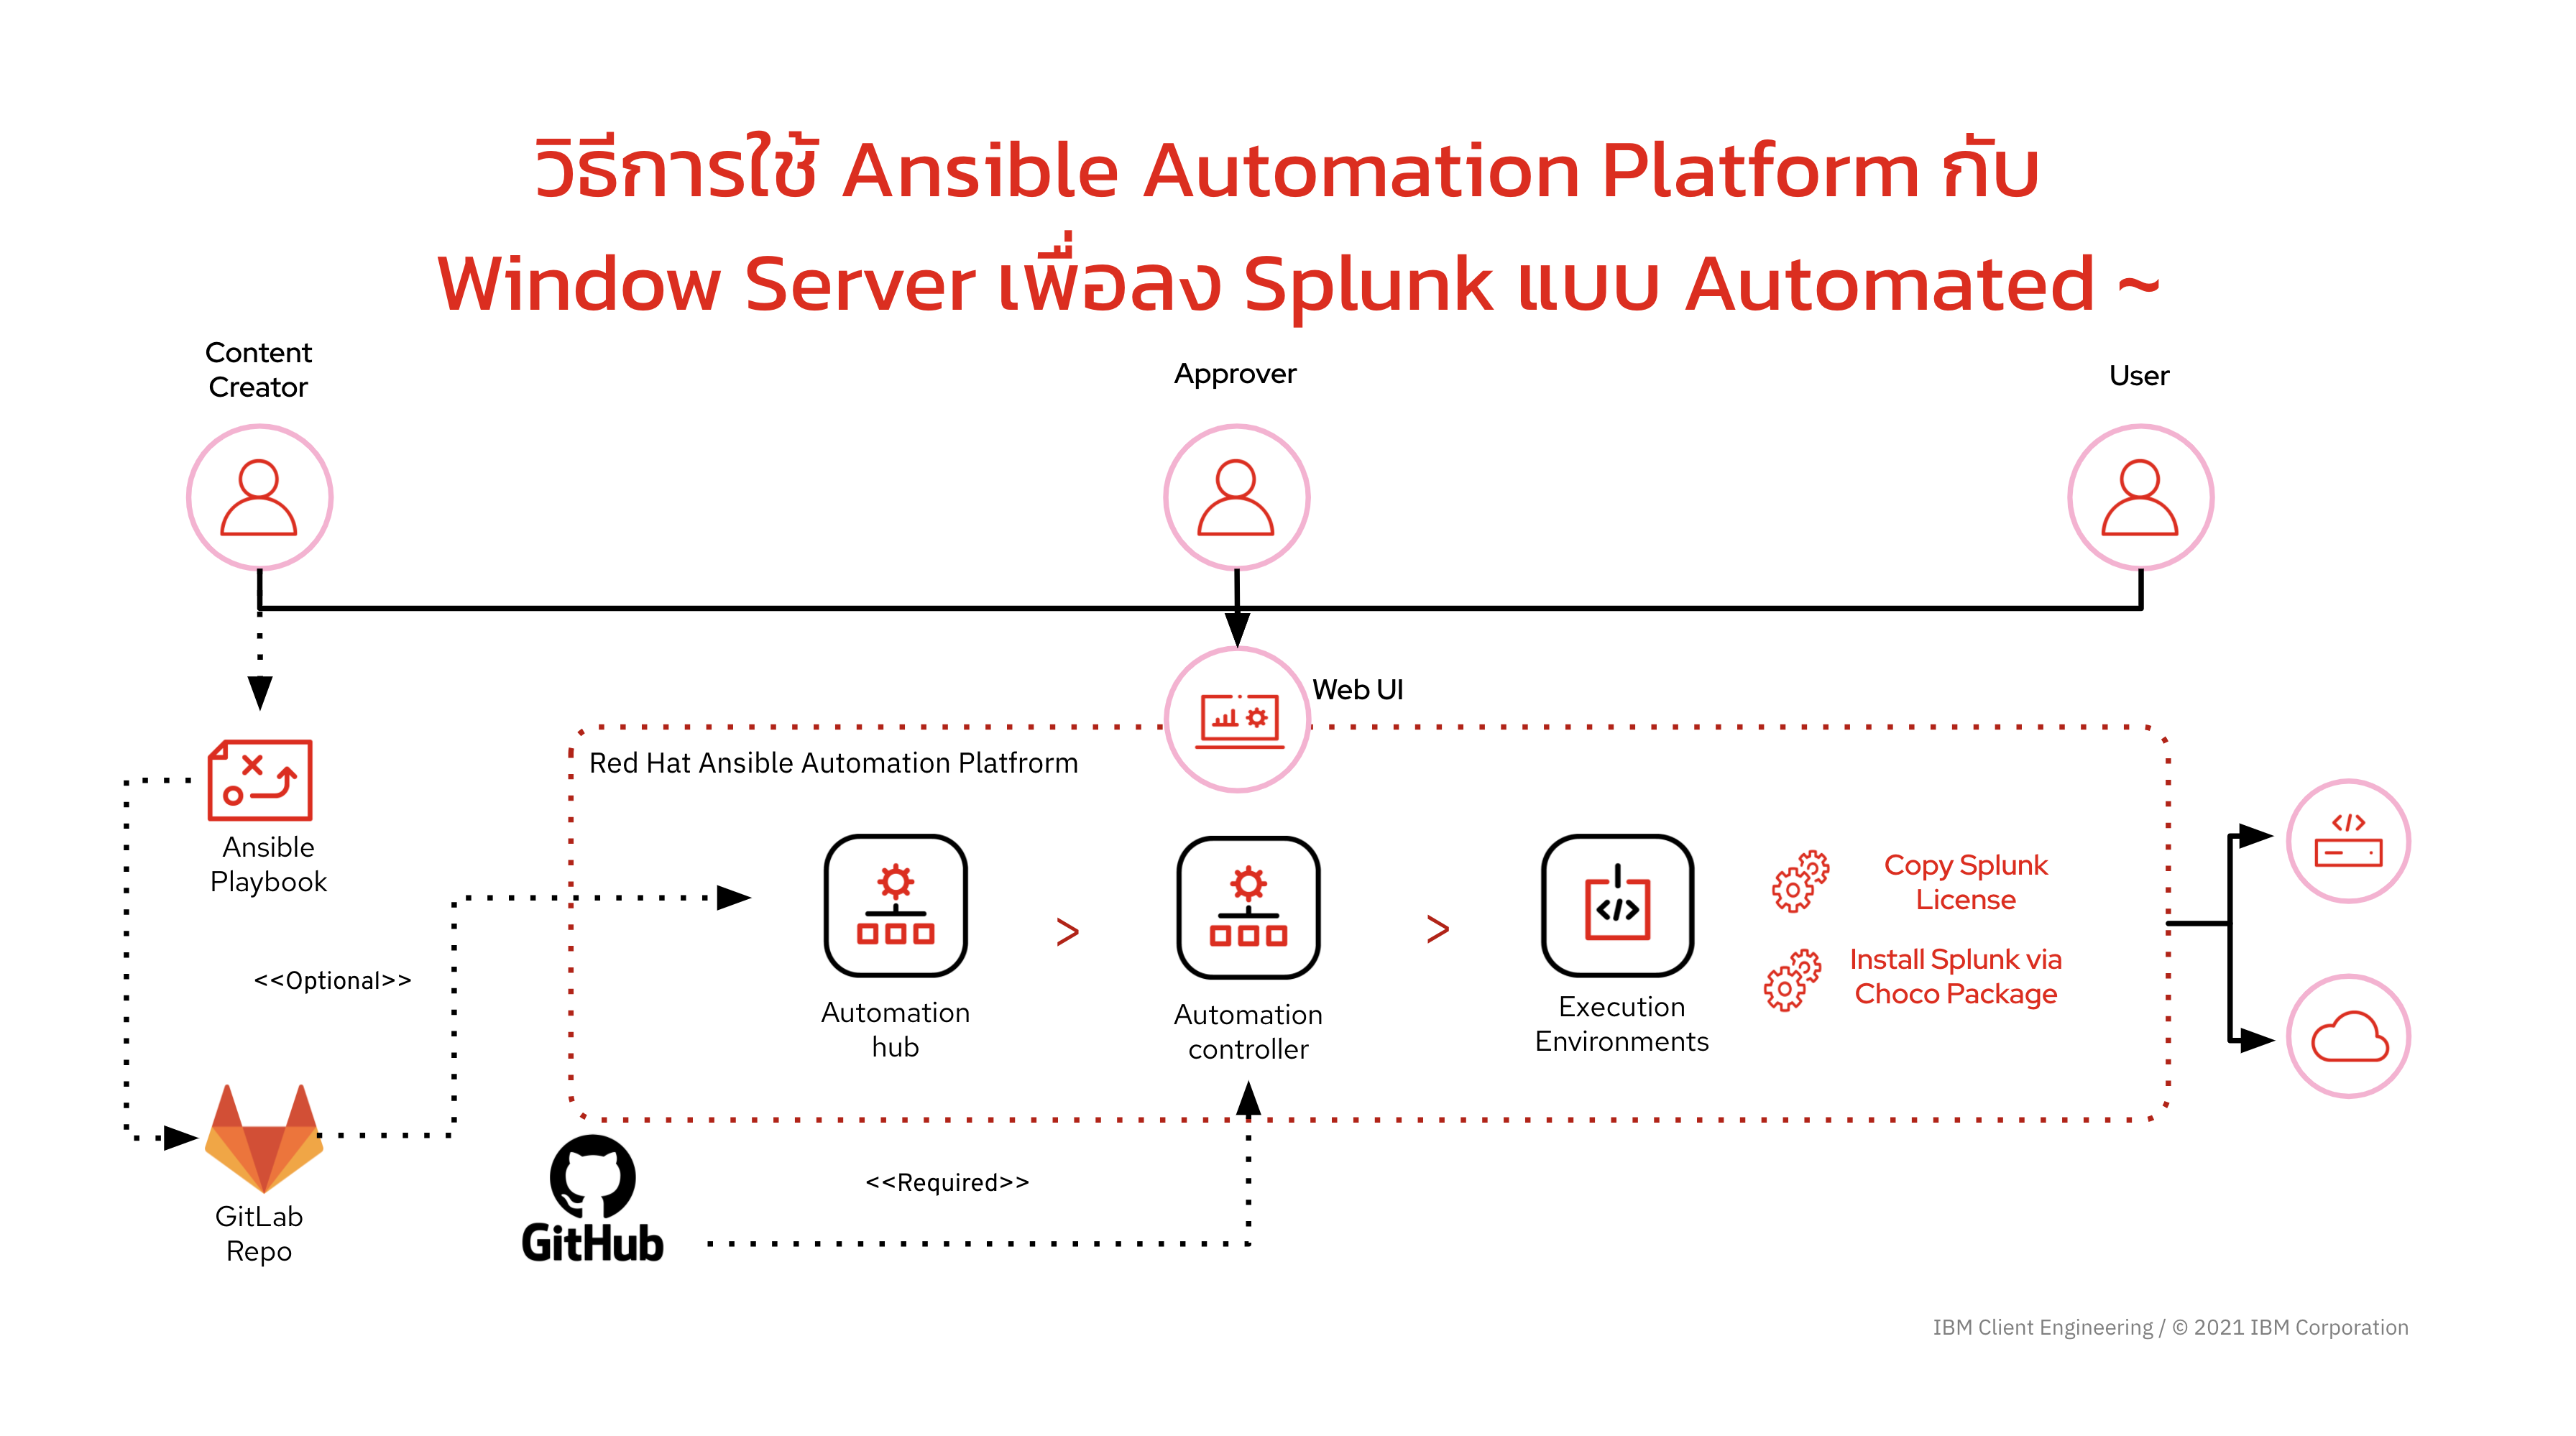 วิธีการใช้ Ansible Automation Platform กับ
Window Server เพื่อลง Splunk แบบ Automated ~
Content
Creator
Approver
User
Web UI
Red Hat Ansible Automation Platfrorm
Ansible
Playbook
<<Optional>>
Automation
hub
>
Automation
controller
>
Execution
Environments
Copy Splunk
License
Install Splunk via
Choco Package
GitLab
Repo
GitHub
<<Required>>
IBM Client Engineering / © 2021 IBM Corporation